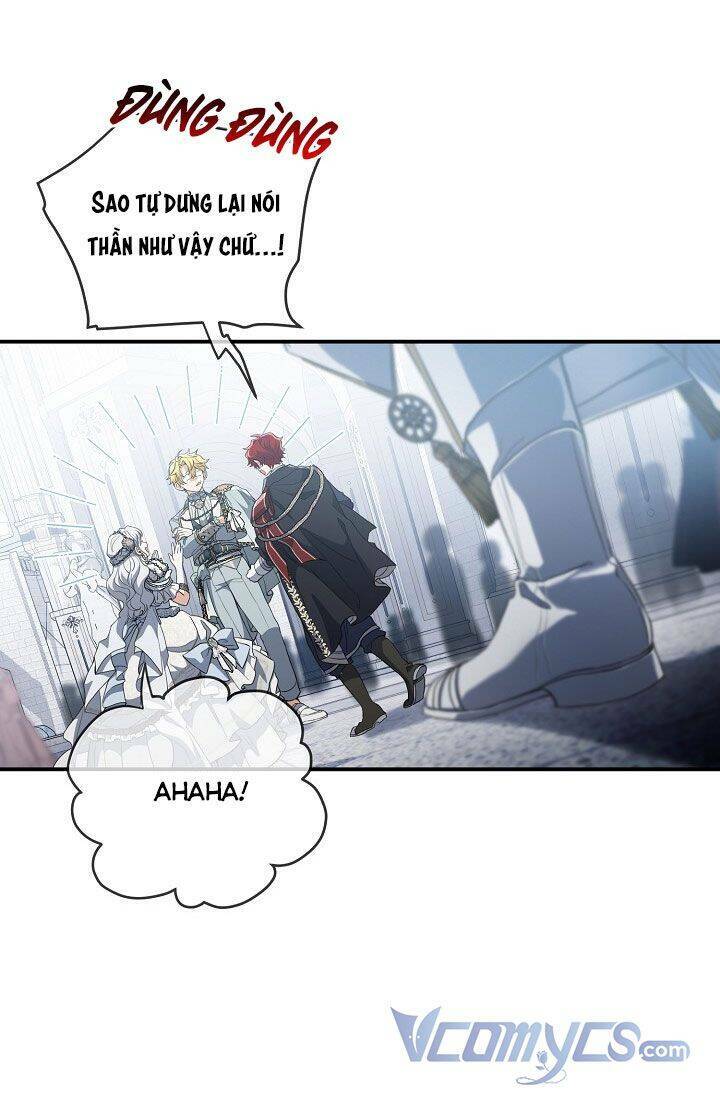 ĐÙNG ĐÙNG
SAO TỰ DƯNG LẠI NÓI
THẦN NHƯ VẬY CHỨ...!
AHAHA!
VCOMYCS.com